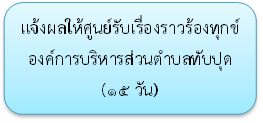 แจ้งผลให้ศูนย์รับเรื่องราวร้องทุกข์
องค์การบริหารส่วนตำบลทับปุด
(๑๕ วัน)